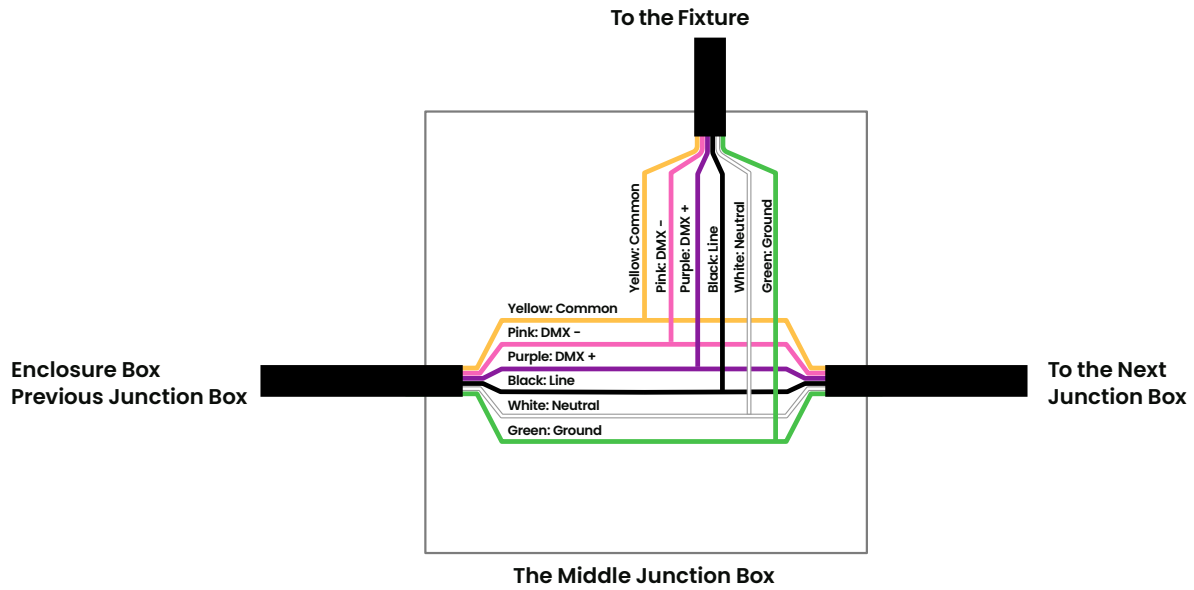 To the Fixture
Yellow: Common
Pink: DMX -
Purple: DMX +
Black: Line
White: Neutral
Green: Ground
Yellow: Common
Pink: DMX -
Purple: DMX +
Black: Line
White: Neutral
Green: Ground
Enclosure Box
Previous Junction Box
To the Next
Junction Box
The Middle Junction Box